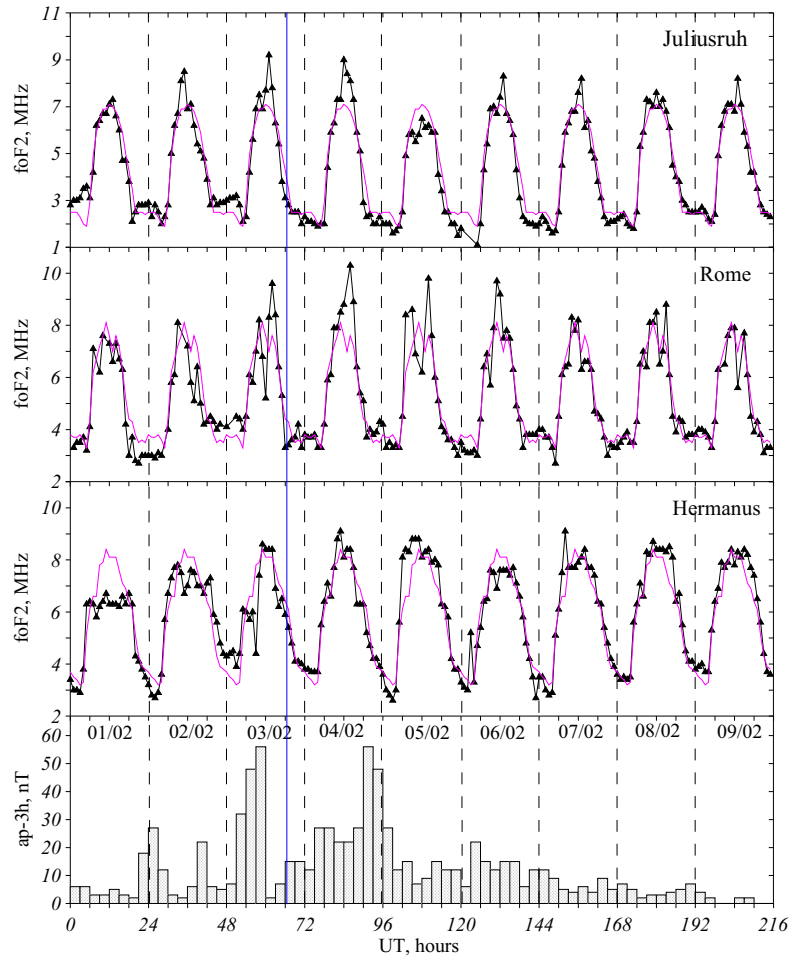 11
9
7
5
3
1
foF2, MHz
Juliusruh
10
8
6
4
2
foF2, MHz
Rome
10
8
6
4
2
foF2, MHz
Hermanus
01/02 02/02 03/02 04/02 05/02 06/02 07/02 08/02 09/02
60
50
40
30
20
10
0
ap-3h, nT
0 24 48 72 96 120 144 168 192 216
UT, hours